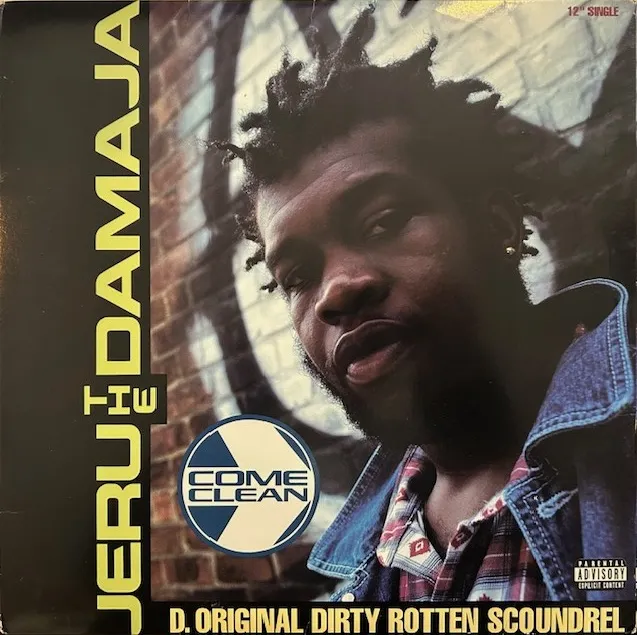 12" SINGLE
JERU THE DAMAJA
COME
CLEAN
PARENTAL
ADVISORY
EXPLICIT CONTENT
D. ORIGINAL DIRTY ROTTEN SCOUNDREL